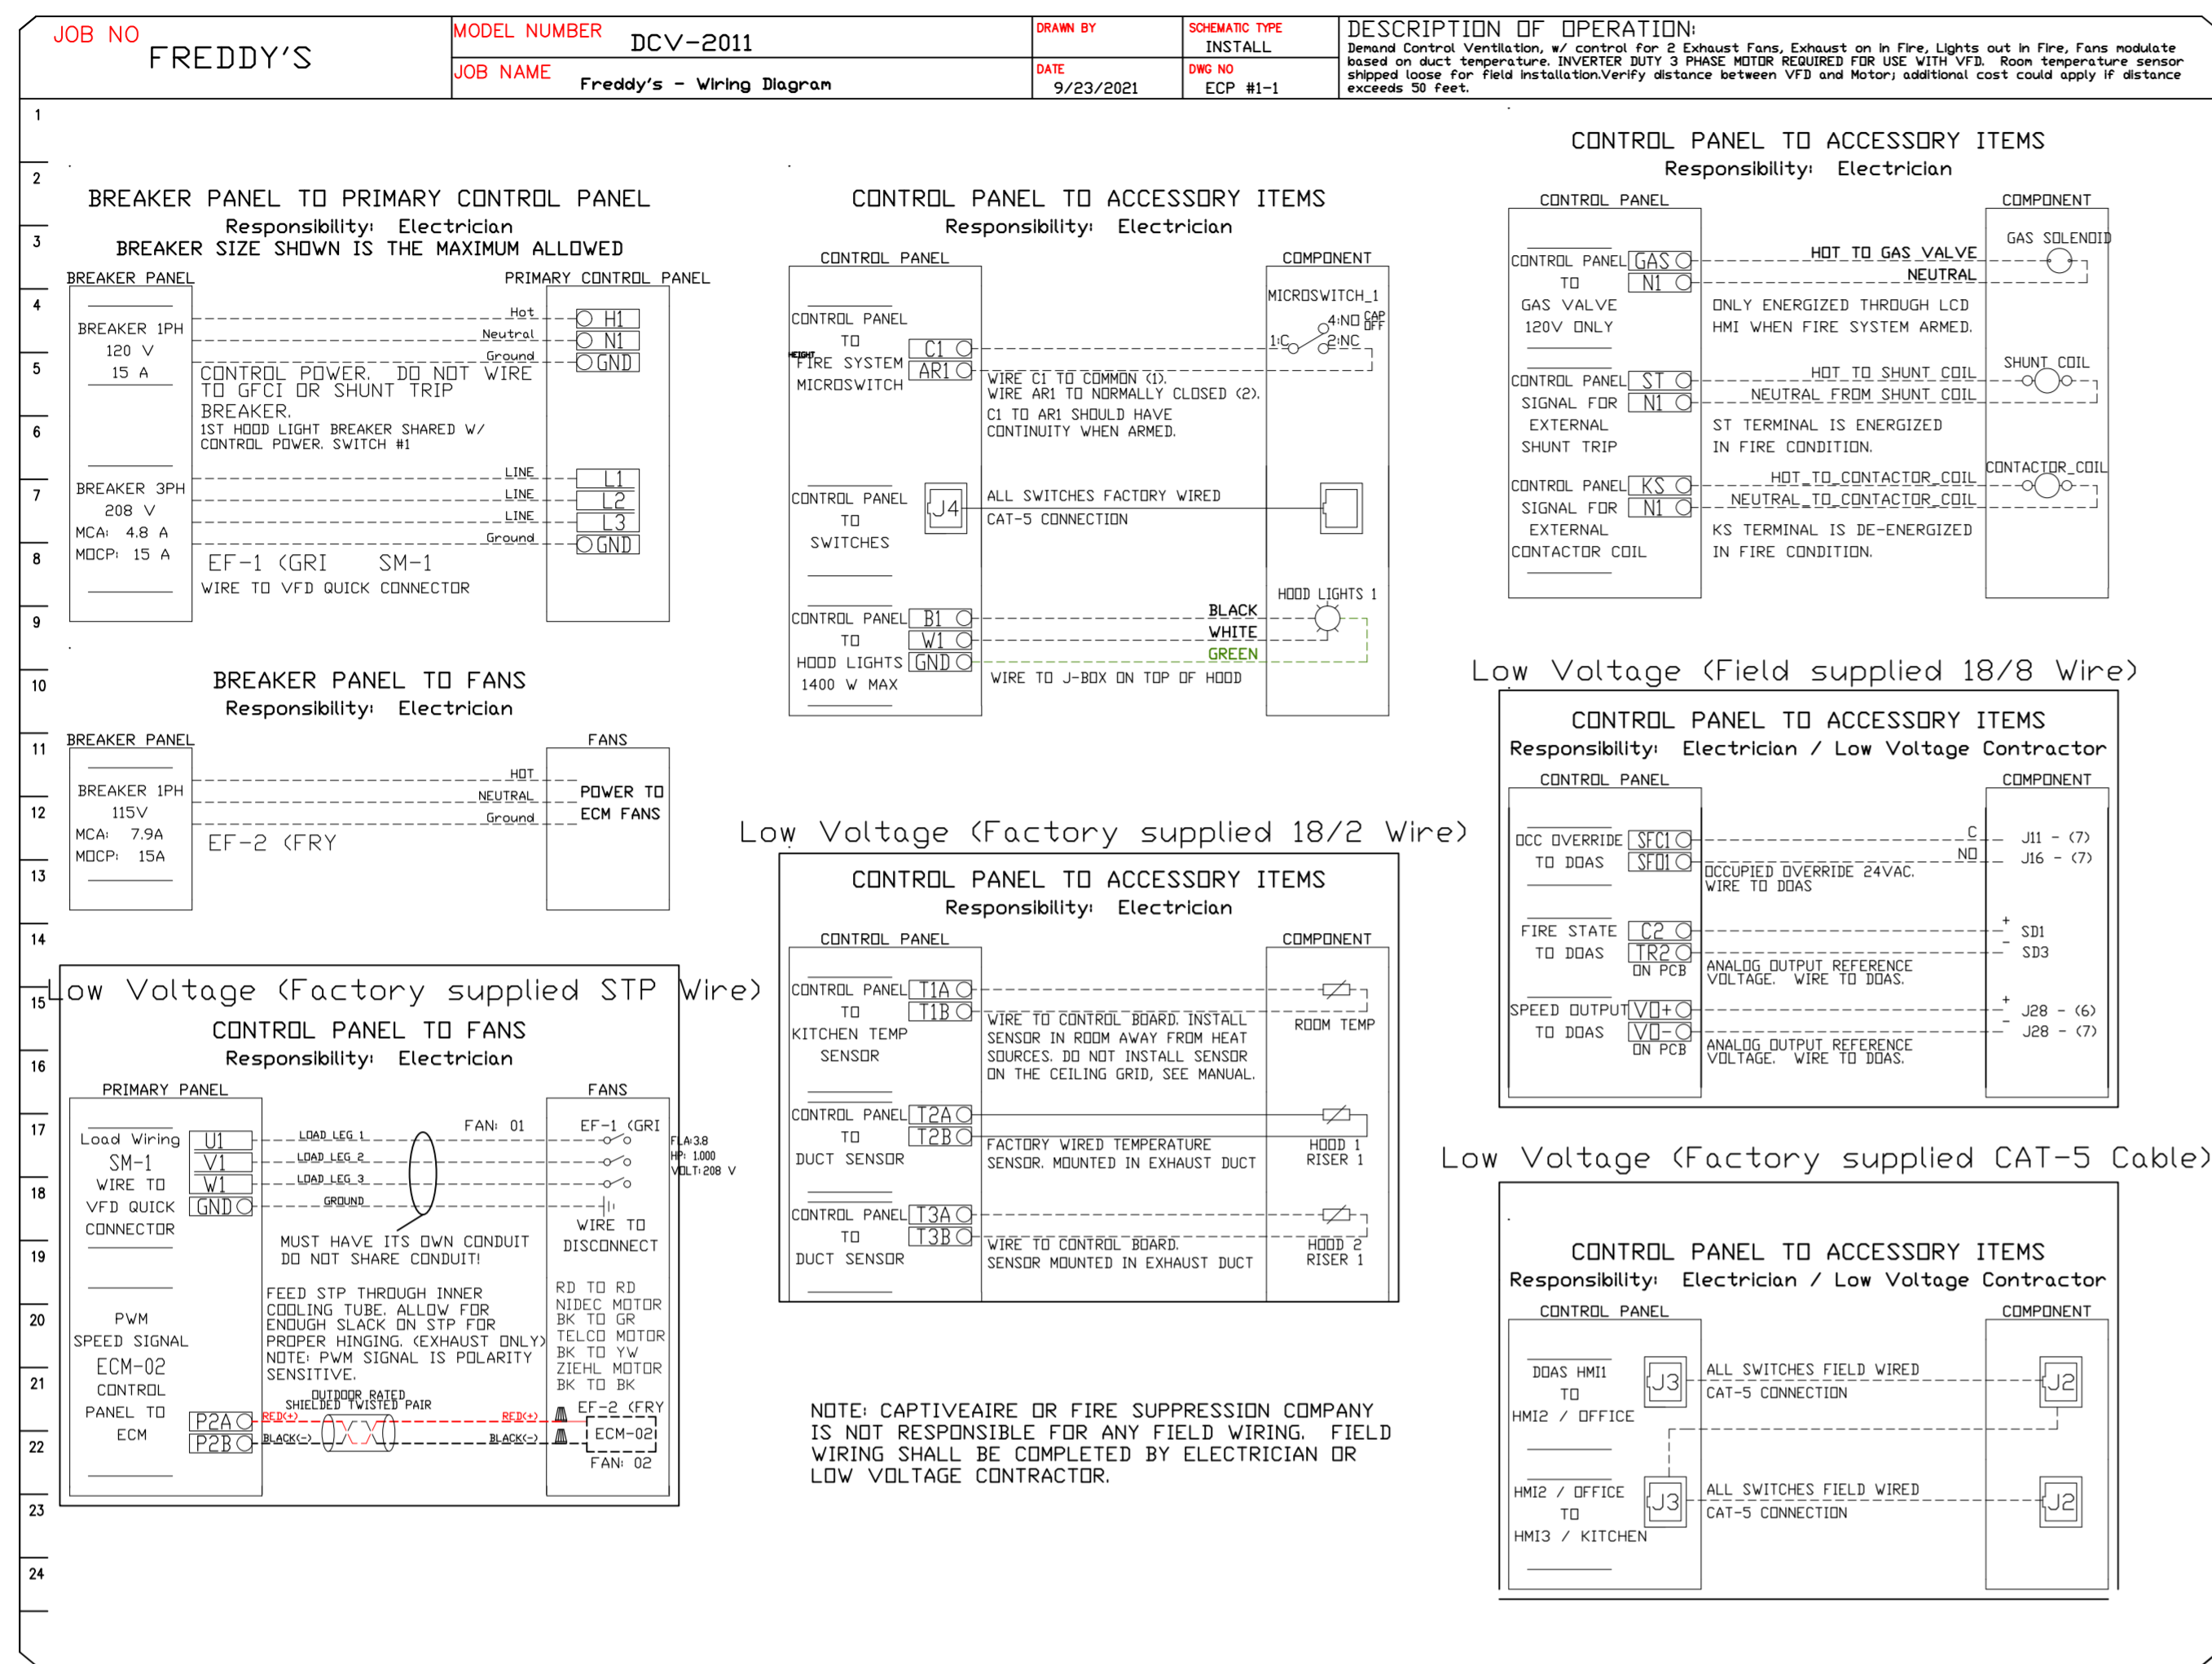 JOB NO
FREDDY'S
MODEL NUMBER
DCV-2011
JOB NAME
Freddy's - Wiring Diagram
DRAWN BY
DATE
9/23/2021
SCHEMATIC TYPE
INSTALL
DWG NO
ECP #1-1
DESCRIPTION OF OPERATION:
Demand Control Ventilation, w/ control for 2 Exhaust Fans, Exhaust on in Fire, Lights out in Fire, Fans modulate
based on duct temperature. INVERTER DUTY 3 PHASE MOTOR REQUIRED FOR USE WITH VFD. Room temperature sensor
shipped loose for field installation.Verify distance between VFD and Motor; additional cost could apply if distance
exceeds 50 feet.
1
2
3
4
5
6
7
8
9
10
11
12
13
14
15
16
17
18
19
20
21
22
23
24
BREAKER PANEL TO PRIMARY CONTROL PANEL
Responsibility: Electrician
BREAKER SIZE SHOWN IS THE MAXIMUM ALLOWED
BREAKER PANEL
PRIMARY CONTROL PANEL
BREAKER 1PH
120 V
15 A
Hot
H1
Neutral
N1
Ground
GND
CONTROL POWER. DO NOT WIRE
TO GFCI OR SHUNT TRIP
BREAKER.
1ST HOOD LIGHT BREAKER SHARED W/
CONTROL POWER. SWITCH #1
BREAKER 3PH
208 V
MCA: 4.8 A
MOCP: 15 A
LINE
L1
LINE
L2
LINE
L3
Ground
GND
EF-1 (GRI SM-1
WIRE TO VFD QUICK CONNECTOR
BREAKER PANEL TO FANS
Responsibility: Electrician
BREAKER PANEL
FANS
BREAKER 1PH
115V
MCA: 7.9A
MOCP: 15A
HOT
NEUTRAL
Ground
POWER TO
ECM FANS
EF-2 (FRY
Low Voltage (Factory supplied STP Wire)
CONTROL PANEL TO FANS
Responsibility: Electrician
PRIMARY PANEL
FANS
Load Wiring
SM-1
WIRE TO
VFD QUICK
CONNECTOR
U1
V1
W1
GND
LOAD LEG 1
LOAD LEG 2
LOAD LEG 3
GROUND
FAN: 01
EF-1 (GRI
FLA:3.8
HP: 1.000
VOLT: 208 V
WIRE TO
DISCONNECT
MUST HAVE ITS OWN CONDUIT
DO NOT SHARE CONDUIT!
PWM
SPEED SIGNAL
ECM-02
CONTROL
PANEL TO
ECM
P2A
P2B
FEED STP THROUGH INNER
COOLING TUBE. ALLOW FOR
ENOUGH SLACK ON STP FOR
PROPER HINGING. (EXHAUST ONLY)
NOTE: PWM SIGNAL IS POLARITY
SENSITIVE.
OUTDOOR RATED
SHIELDED TWISTED PAIR
RED(+)
RED(+)
BLACK(-)
BLACK(-)
RD TO RD
NIDEC MOTOR
BK TO GR
TELCO MOTOR
BK TO YW
ZIEHL MOTOR
BK TO BK
EF-2 (FRY
ECM-02
FAN: 02
CONTROL PANEL TO ACCESSORY ITEMS
Responsibility: Electrician
CONTROL PANEL
COMPONENT
CONTROL PANEL
TO
HEIGHT
FIRE SYSTEM
MICROSWITCH
C1
AR1
MICROSWITCH_1
4:NO CAP
OFF
1:C
2:NC
WIRE C1 TO COMMON (1).
WIRE AR1 TO NORMALLY CLOSED (2).
C1 TO AR1 SHOULD HAVE
CONTINUITY WHEN ARMED.
CONTROL PANEL
TO
SWITCHES
J4
ALL SWITCHES FACTORY WIRED
CAT-5 CONNECTION
CONTROL PANEL
TO
HOOD LIGHTS
1400 W MAX
B1
W1
GND
BLACK
WHITE
GREEN
HOOD LIGHTS 1
WIRE TO J-BOX ON TOP OF HOOD
Low Voltage (Factory supplied 18/2 Wire)
CONTROL PANEL TO ACCESSORY ITEMS
Responsibility: Electrician
CONTROL PANEL
COMPONENT
CONTROL PANEL
TO
KITCHEN TEMP
SENSOR
T1A
T1B
ROOM TEMP
WIRE TO CONTROL BOARD. INSTALL
SENSOR IN ROOM AWAY FROM HEAT
SOURCES. DO NOT INSTALL SENSOR
ON THE CEILING GRID, SEE MANUAL.
CONTROL PANEL
TO
DUCT SENSOR
T2A
T2B
FACTORY WIRED TEMPERATURE
SENSOR. MOUNTED IN EXHAUST DUCT
HOOD 1
RISER 1
CONTROL PANEL
TO
DUCT SENSOR
T3A
T3B
WIRE TO CONTROL BOARD.
SENSOR MOUNTED IN EXHAUST DUCT
HOOD 2
RISER 1
NOTE: CAPTIVEAIRE OR FIRE SUPPRESSION COMPANY
IS NOT RESPONSIBLE FOR ANY FIELD WIRING. FIELD
WIRING SHALL BE COMPLETED BY ELECTRICIAN OR
LOW VOLTAGE CONTRACTOR.
CONTROL PANEL TO ACCESSORY ITEMS
Responsibility: Electrician
CONTROL PANEL
COMPONENT
CONTROL PANEL
TO
GAS VALVE
120V ONLY
GAS
N1
HOT TO GAS VALVE
NEUTRAL
GAS SOLENOID
ONLY ENERGIZED THROUGH LCD
HMI WHEN FIRE SYSTEM ARMED.
CONTROL PANEL
SIGNAL FOR
EXTERNAL
SHUNT TRIP
ST
N1
HOT TO SHUNT COIL
NEUTRAL FROM SHUNT COIL
SHUNT COIL
ST TERMINAL IS ENERGIZED
IN FIRE CONDITION.
CONTROL PANEL
SIGNAL FOR
EXTERNAL
CONTACTOR COIL
KS
N1
HOT_TO_CONTACTOR_COIL
NEUTRAL_TO_CONTACTOR_COIL
CONTACTOR_COIL
KS TERMINAL IS DE-ENERGIZED
IN FIRE CONDITION.
Low Voltage (Field supplied 18/8 Wire)
CONTROL PANEL TO ACCESSORY ITEMS
Responsibility: Electrician / Low Voltage Contractor
CONTROL PANEL
COMPONENT
OCC OVERRIDE
TO DOAS
SFC1
SFO1
C
NO
J11 - (7)
J16 - (7)
OCCUPIED OVERRIDE 24VAC.
WIRE TO DOAS
FIRE STATE
TO DOAS
C2
TR2
ON PCB
+
-
SD1
SD3
ANALOG OUTPUT REFERENCE
VOLTAGE. WIRE TO DOAS.
SPEED OUTPUT
TO DOAS
VO+
VO-
ON PCB
+
-
J28 - (6)
J28 - (7)
ANALOG OUTPUT REFERENCE
VOLTAGE. WIRE TO DOAS.
Low Voltage (Factory supplied CAT-5 Cable)
CONTROL PANEL TO ACCESSORY ITEMS
Responsibility: Electrician / Low Voltage Contractor
CONTROL PANEL
COMPONENT
DOAS HMI1
TO
HMI2 / OFFICE
J3
ALL SWITCHES FIELD WIRED
CAT-5 CONNECTION
J2
HMI2 / OFFICE
TO
HMI3 / KITCHEN
J3
ALL SWITCHES FIELD WIRED
CAT-5 CONNECTION
J2